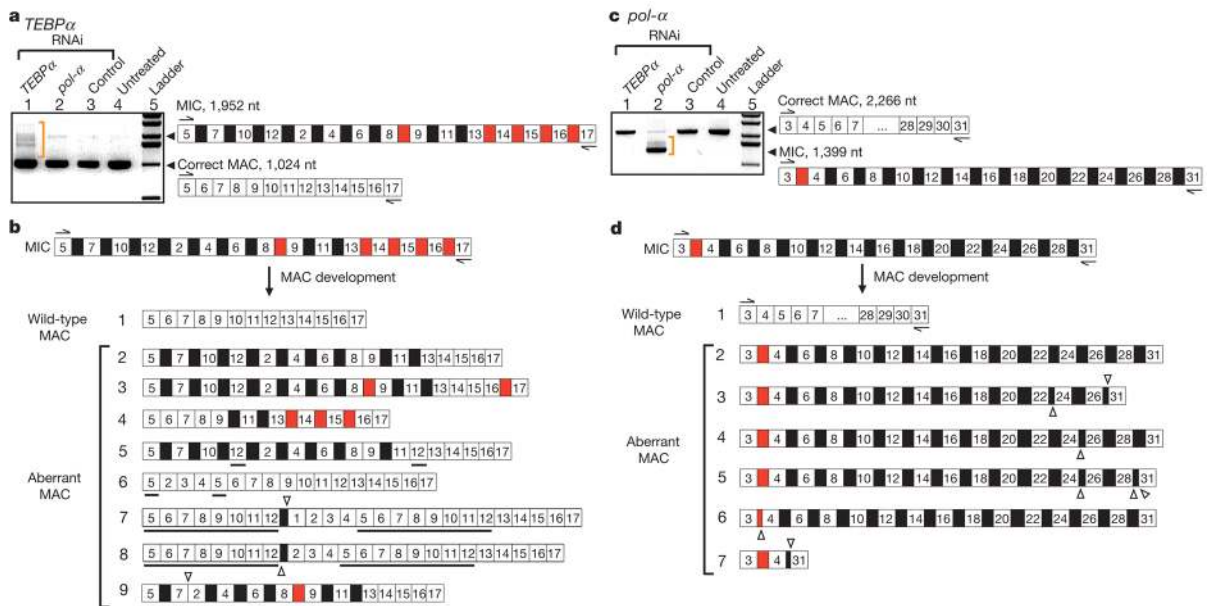 a
TEBPα
RNAi
TEBPα
pol-α
Control
Untreated
Ladder
1 2 3 4 5
MIC, 1,952 nt
5 7 10 12 2 4 6 8 9 11 13 14 15 16 17
Correct MAC, 1,024 nt
5 6 7 8 9 10 11 12 13 14 15 16 17
b
MIC 5 7 10 12 2 4 6 8 9 11 13 14 15 16 17
MAC development
Wild-type
MAC
1 5 6 7 8 9 10 11 12 13 14 15 16 17
Aberrant
MAC
2 5 7 10 12 2 4 6 8 9 11 13 14 15 16 17
3 5 7 10 12 2 4 6 8 9 11 13 14 15 16 17
4 5 6 7 8 9 11 13 14 15 16 17
5 5 7 10 12 2 4 6 8 9 10 11 12 13 14 15 16 17
6 5 2 3 4 5 6 7 8 9 10 11 12 13 14 15 16 17
7 5 6 7 8 9 10 11 12 1 2 3 4 5 6 7 8 9 10 11 12 13 14 15 16 17
8 5 6 7 8 9 10 11 12 2 3 4 5 6 7 8 9 10 11 12 13 14 15 16 17
9 5 7 2 4 6 8 9 11 13 14 15 16 17
c
pol-α
RNAi
TEBPα
pol-α
Control
Untreated
Ladder
1 2 3 4 5
Correct MAC, 2,266 nt
3 4 5 6 7 ... 28 29 30 31
MIC, 1,399 nt
3 4 6 8 10 12 14 16 18 20 22 24 26 28 31
d
MIC 3 4 6 8 10 12 14 16 18 20 22 24 26 28 31
MAC development
Wild-type
MAC
1 3 4 5 6 7 ... 28 29 30 31
Aberrant
MAC
2 3 4 6 8 10 12 14 16 18 20 22 24 26 28 31
3 3 4 6 8 10 12 14 16 18 20 22 24 26 31
4 3 4 6 8 10 12 14 16 18 20 22 24 26 28 31
5 3 4 6 8 10 12 14 16 18 20 22 24 26 28 31
6 3 4 6 8 10 12 14 16 18 20 22 24 26 28 31
7 3 4 31